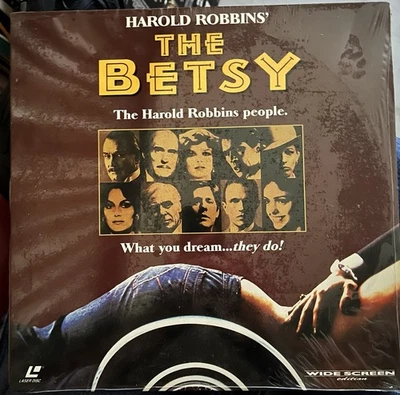 HAROLD ROBBINS'
THE
BETSY
The Harold Robbins people.
What you dream...they do!
LASER DISC
WIDE SCREEN
edition